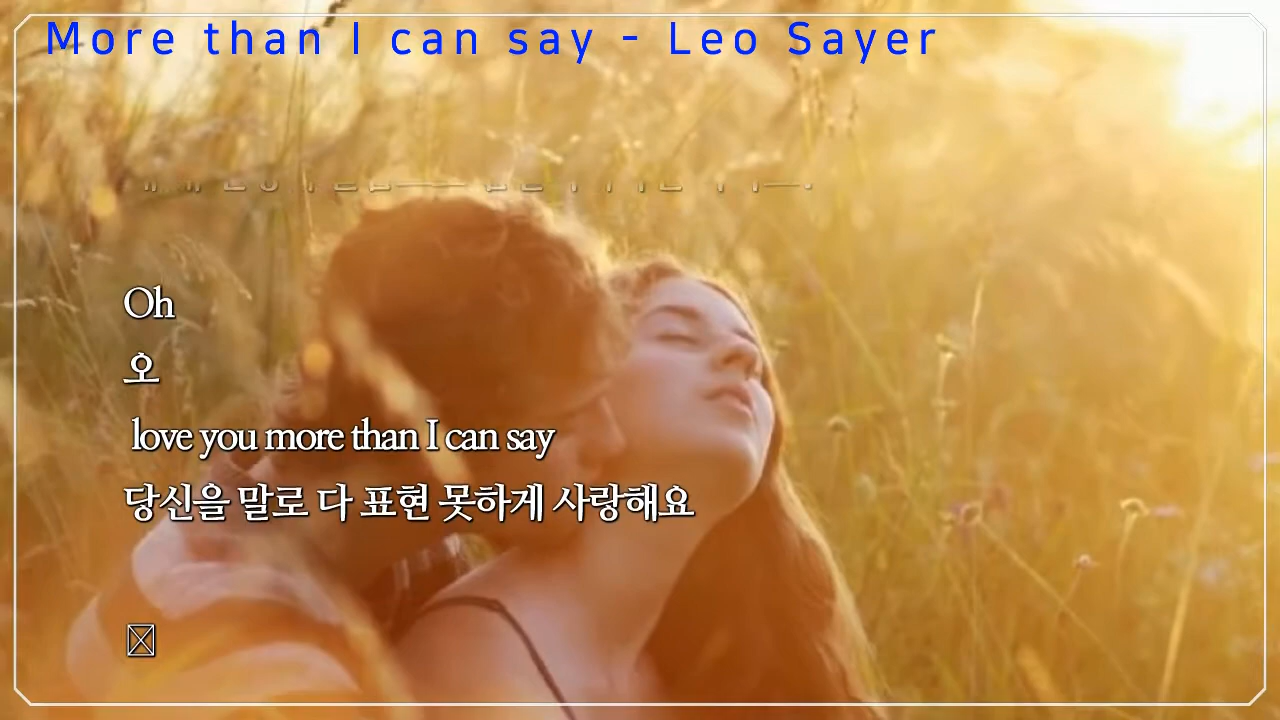 More than I can say - Leo Sayer
Oh
오
love you more than I can say
당신을 말로 다 표현 못하게 사랑해요